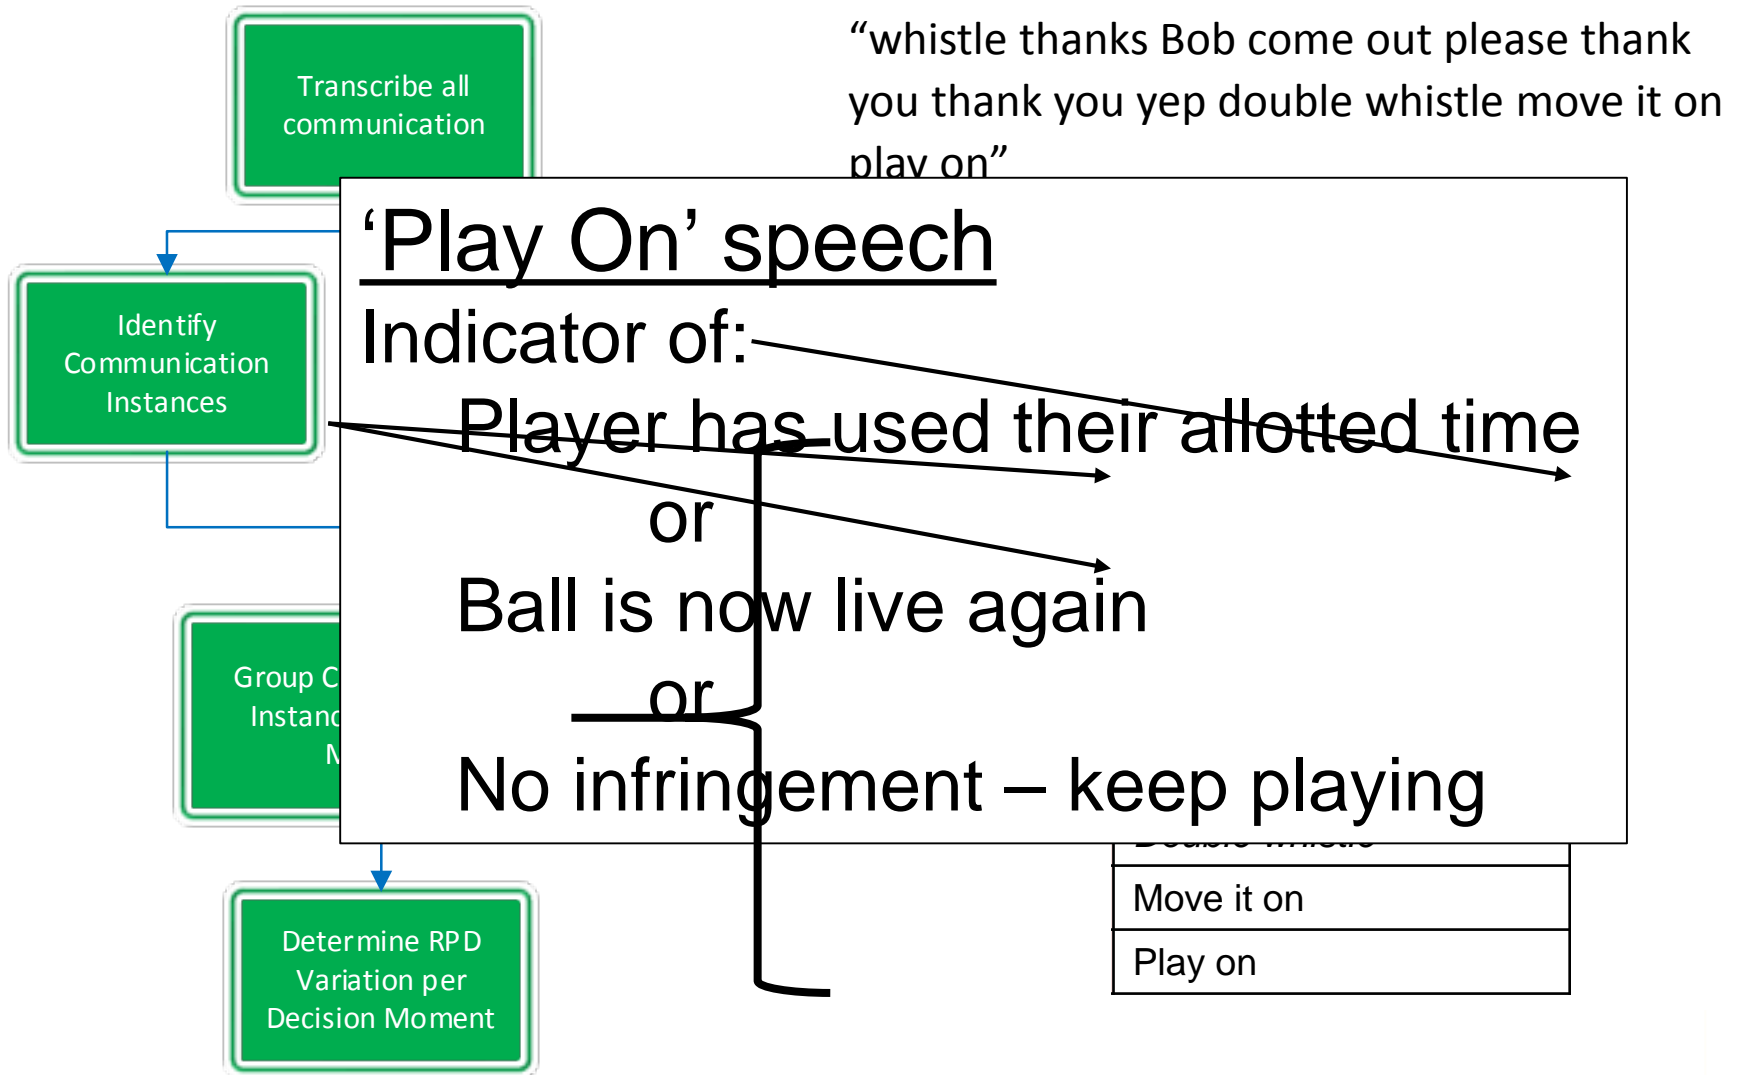 Transcribe all
communication
“whistle thanks Bob come out please thank
you thank you yep double whistle move it on
play on”
‘Play On’ speech
Indicator of:
Player has used their allotted time
or
Ball is now live again
or
No infringement – keep playing
Identify
Communication
Instances
Group
Double whistle
Move it on
Play on
Determine RPD
Variation per
Decision Moment